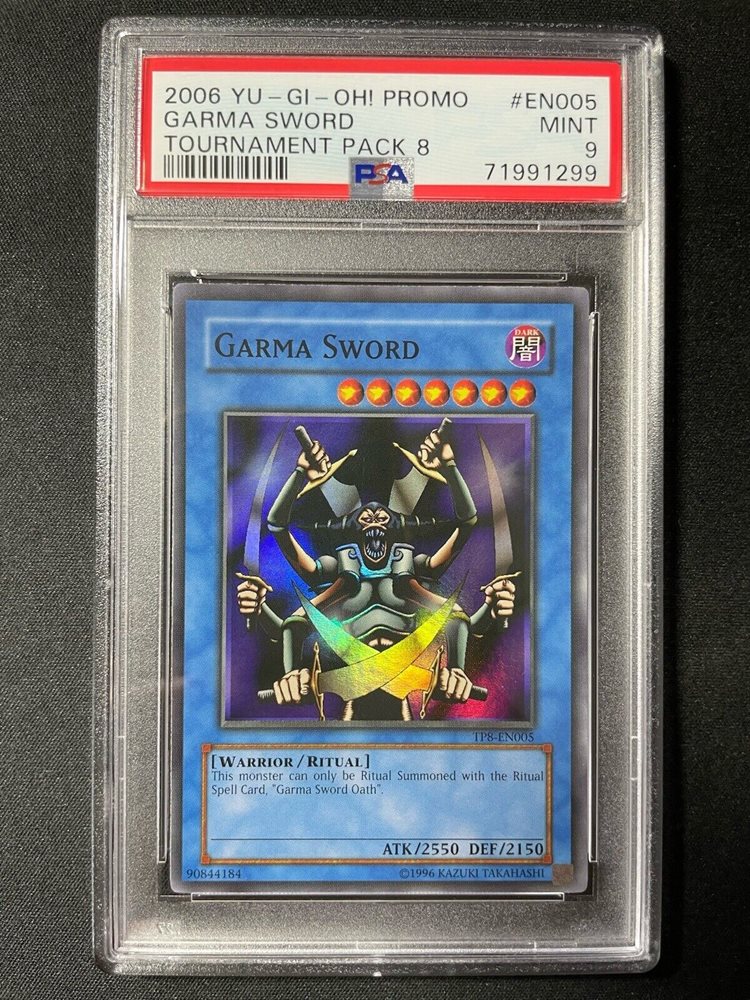 2006 YU-GI-OH! PROMO #EN005
GARMA SWORD MINT
TOURNAMENT PACK 8 9
PSA 71991299
GARMA SWORD
DARK
闇
TP8-EN005
[WARRIOR/RITUAL]
This monster can only be Ritual Summoned with the Ritual
Spell Card, "Garma Sword Oath".
ATK/2550 DEF/2150
90844184 ©1996 KAZUKI TAKAHASHI